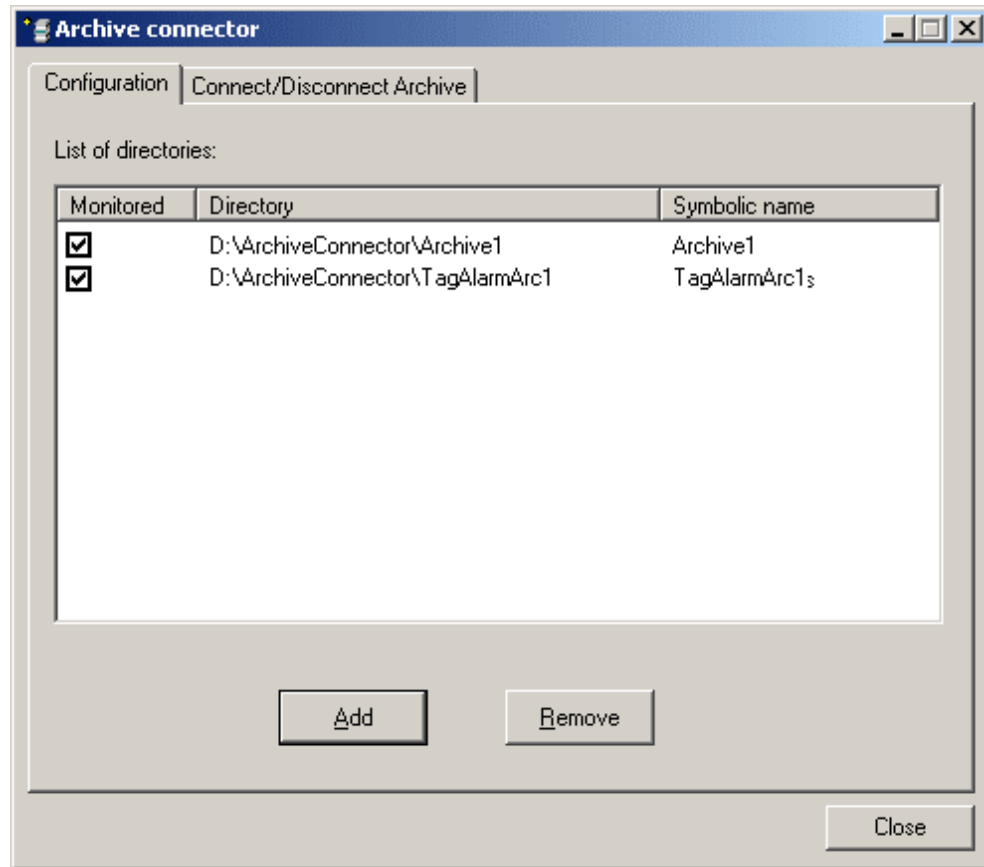 Archive connector
Configuration Connect/Disconnect Archive
List of directories:
Monitored Directory Symbolic name
D:\ArchiveConnector\Archive1 Archive1
D:\ArchiveConnector\TagAlarmArc1 TagAlarmArc1s
Add Remove
Close